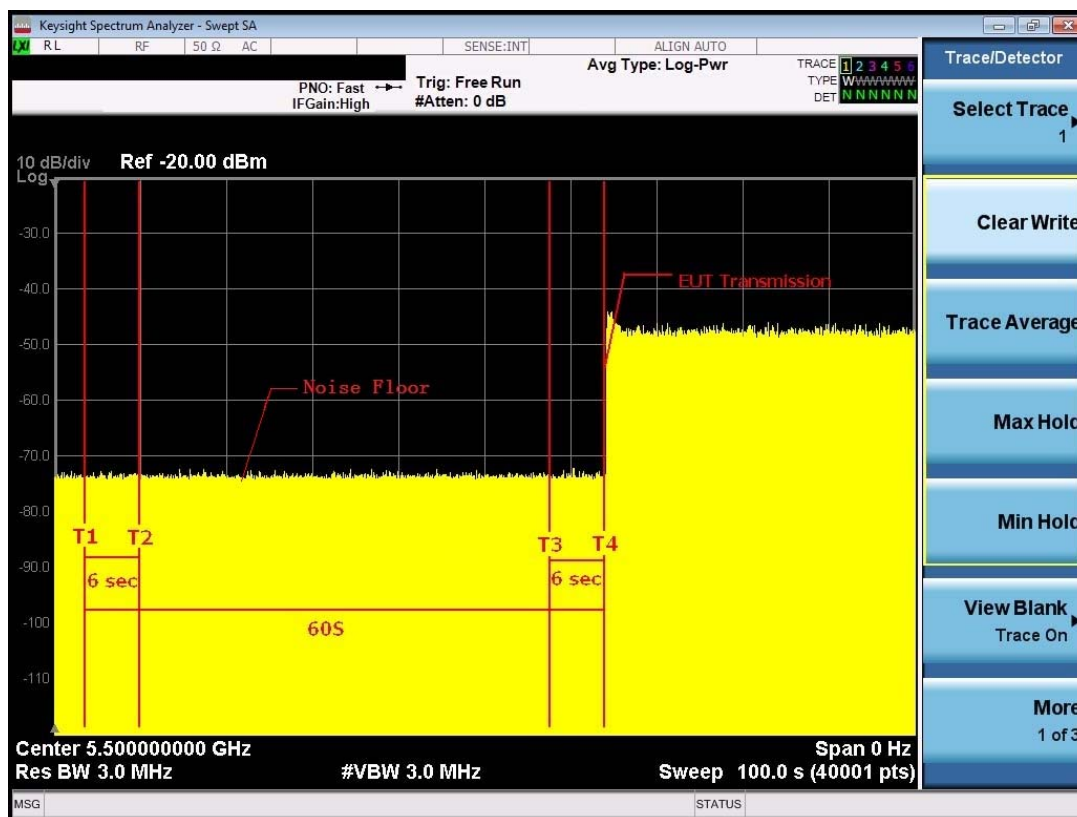 Keysight Spectrum Analyzer - Swept SA
LXI RL RF 50 Ω AC SENSE:INT ALIGN AUTO
Avg Type: Log-Pwr
PNO: Fast
IFGain:High
Trig: Free Run
#Atten: 0 dB
TRACE 1 2 3 4 5 6
TYPE WWWWWWW
DET N N N N N N
10 dB/div Ref -20.00 dBm
Log
-30.0
-40.0
-50.0
-60.0
-70.0
-80.0
-90.0
-100
-110
EUT Transmission
Noise Floor
T1 T2 T3 T4
6 sec 6 sec
60S
Center 5.500000000 GHz Span 0 Hz
Res BW 3.0 MHz #VBW 3.0 MHz Sweep 100.0 s (40001 pts)
MSG STATUS
Trace/Detector
Select Trace
1
Clear Write
Trace Average
Max Hold
Min Hold
View Blank
Trace On
More
1 of 3